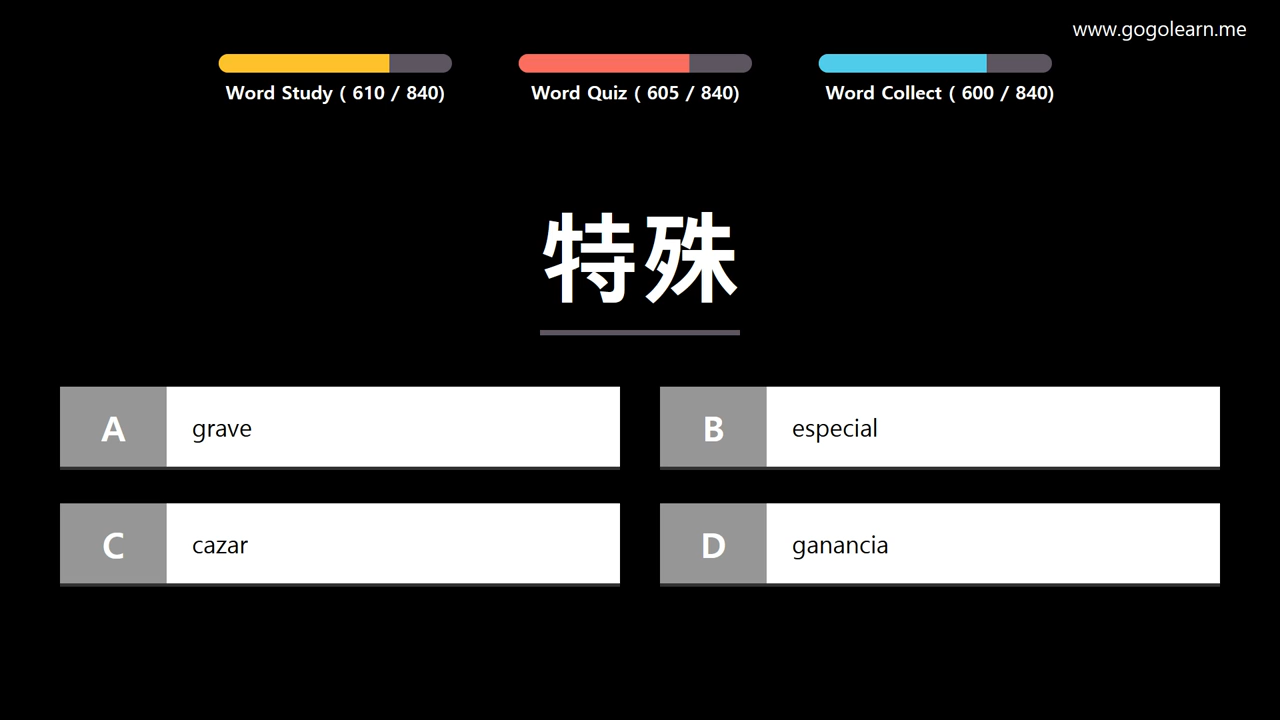 www.gogolearn.me
Word Study ( 610 / 840)
Word Quiz ( 605 / 840)
Word Collect ( 600 / 840)
特殊
A grave
B especial
C cazar
D ganancia